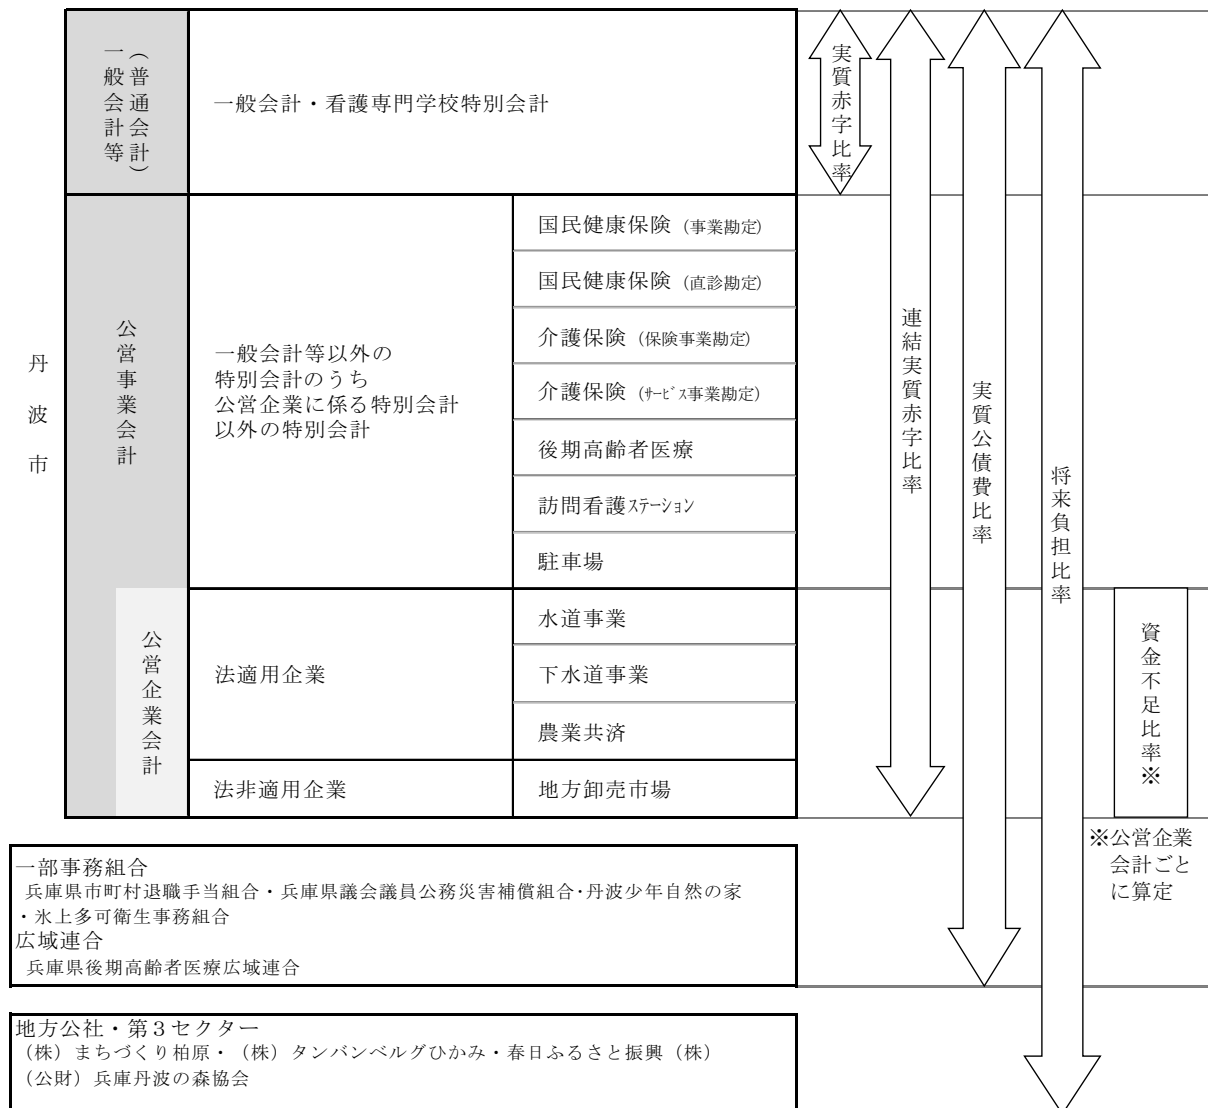 丹波市
一般会計等
（普通会計）
一般会計・看護専門学校特別会計
公営事業会計
一般会計等以外の
特別会計のうち
公営企業に係る特別会計
以外の特別会計
国民健康保険（事業勘定）
国民健康保険（直診勘定）
介護保険（保険事業勘定）
介護保険（ｻｰﾋﾞｽ事業勘定）
後期高齢者医療
訪問看護ｽﾃｰｼｮﾝ
駐車場
公営企業会計
法適用企業
水道事業
下水道事業
農業共済
法非適用企業
地方卸売市場
実質赤字比率
連結実質赤字比率
実質公債費比率
将来負担比率
資金不足比率※
※公営企業
会計ごと
に算定
一部事務組合
兵庫県市町村退職手当組合・兵庫県議会議員公務災害補償組合・丹波少年自然の家
・氷上多可衛生事務組合
広域連合
兵庫県後期高齢者医療広域連合
地方公社・第３セクター
（株）まちづくり柏原・（株）タンバンベルグひかみ・春日ふるさと振興（株）
（公財）兵庫丹波の森協会